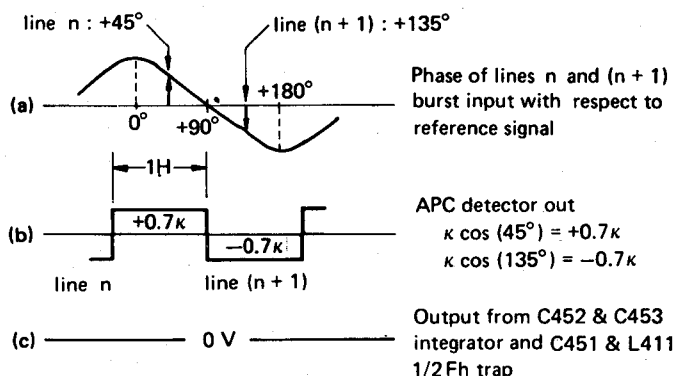 line n : +45°
line (n + 1) : +135°
(a)
0°
+90°
+180°
Phase of lines n and (n + 1)
burst input with respect to
reference signal
1H
(b)
+0.7κ
−0.7κ
line n
line (n + 1)
APC detector out
κ cos (45°) = +0.7κ
κ cos (135°) = −0.7κ
(c)
0 V
Output from C452 & C453
integrator and C451 & L411
1/2 Fh trap